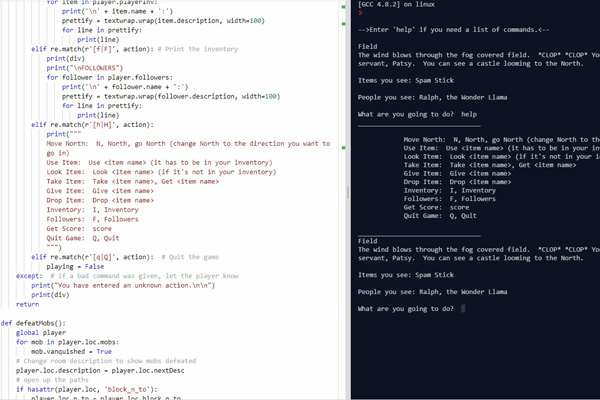 for item in player.playerinv:
print('\n' + item.name + ':')
prettify = textwrap.wrap(item.description, width=100)
for line in prettify:
print(line)
elif re.match(r'[f|F]', action): # Print the inventory
print(div)
print("\nFOLLOWERS")
for follower in player.followers:
print('\n' + follower.name + ':')
prettify = textwrap.wrap(follower.description, width=100)
for line in prettify:
print(line)
elif re.match(r'[h|H]', action):
print("""
Move North:  N, North, go North (change North to the direction you want to
go in)
Use Item:  Use <item name> (it has to be in your inventory)
Look Item:  Look <item name> (if it's not in your inventory)
Take Item:  Take <item name>, Get <item name>
Give Item:  Give <item name>
Drop Item:  Drop <item name>
Inventory:  I, Inventory
Followers:  F, Followers
Get Score:  score
Quit Game:  Q, Quit
""")
elif re.match(r'[q|Q]', action):  # Quit the game
playing = False
except:  # if a bad command was given, let the player know
print("You have entered an unknown action.\n\n")
print(div)
return
def defeatMobs():
global player
for mob in player.loc.mobs:
mob.vanquished = True
# Change room description to show mobs defeated
player.loc.description = player.loc.nextDesc
# open up the paths
if hasattr(player.loc, 'block_n_to'):
player.loc.n_to = player.loc.block_n_to
[GCC 4.8.2] on linux
>
-->Enter 'help' if you need a list of commands.<--
Field
The wind blows through the fog covered field.  *CLOP* *CLOP* Yo
servant, Patsy.  You can see a castle looming to the North.
Items you see: Spam Stick
People you see: Ralph, the Wonder Llama
What are you going to do?  help
Move North:  N, North, go North (change North to th
Use Item:  Use <item name> (it has to be in your in
Look Item:  Look <item name> (if it's not in your i
Take Item:  Take <item name>, Get <item name>
Give Item:  Give <item name>
Drop Item:  Drop <item name>
Inventory:  I, Inventory
Followers:  F, Followers
Get Score:  score
Quit Game:  Q, Quit
Field
The wind blows through the fog covered field.  *CLOP* *CLOP* Yo
servant, Patsy.  You can see a castle looming to the North.
Items you see: Spam Stick
People you see: Ralph, the Wonder Llama
What are you going to do?